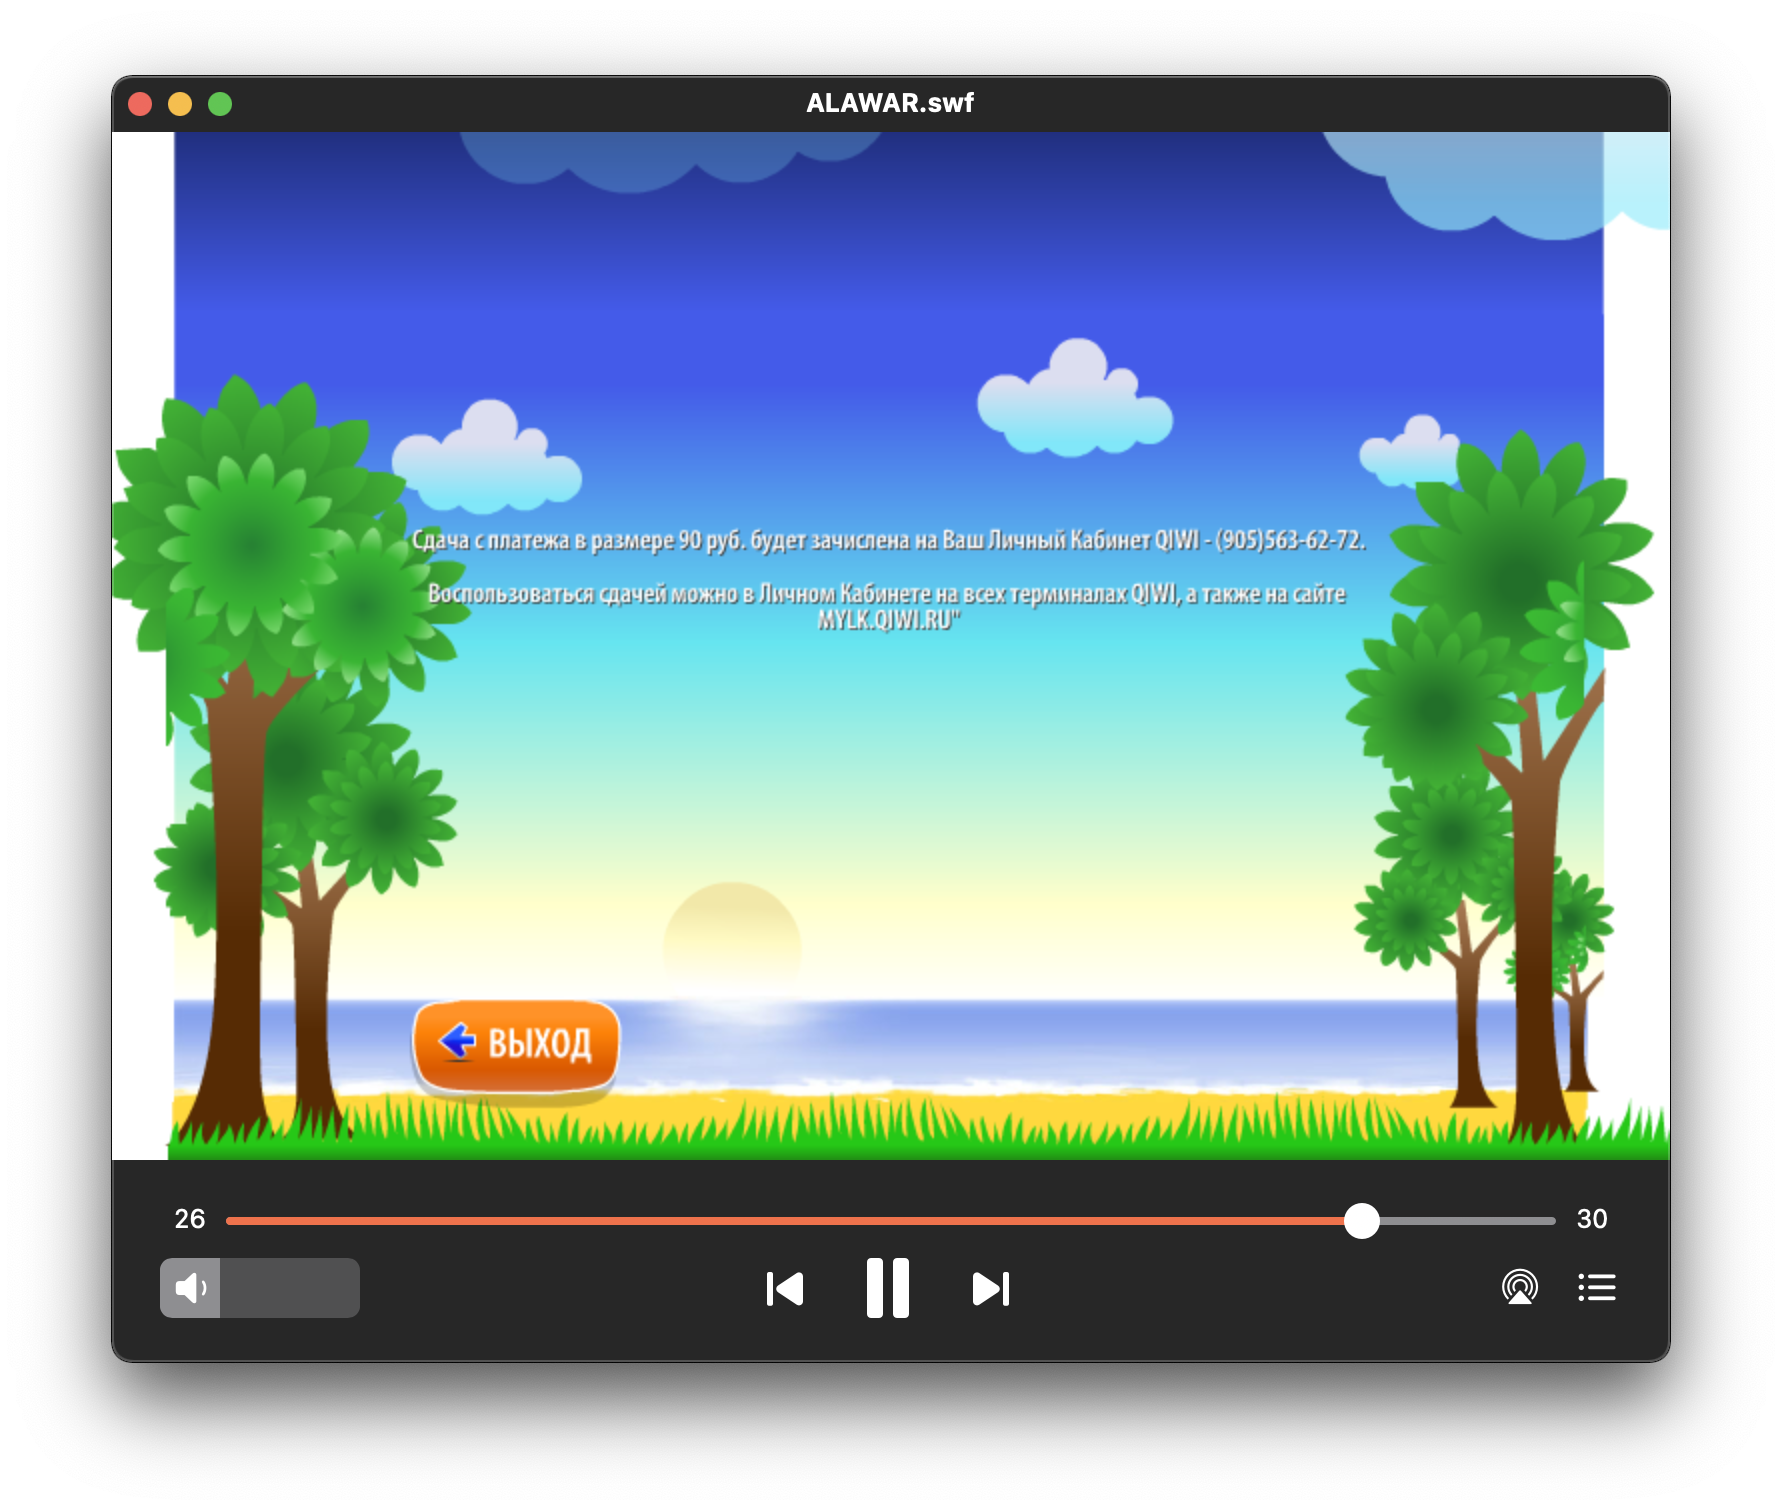 ALAWAR.swf
Сдача с платежа в размере 90 руб. будет зачислена на Ваш Личный Кабинет QIWI - (905)563-62-72.
Воспользоваться сдачей можно в Личном Кабинете на всех терминалах QIWI, а также на сайте
MYLK.QIWI.RU"
ВЫХОД
26
30